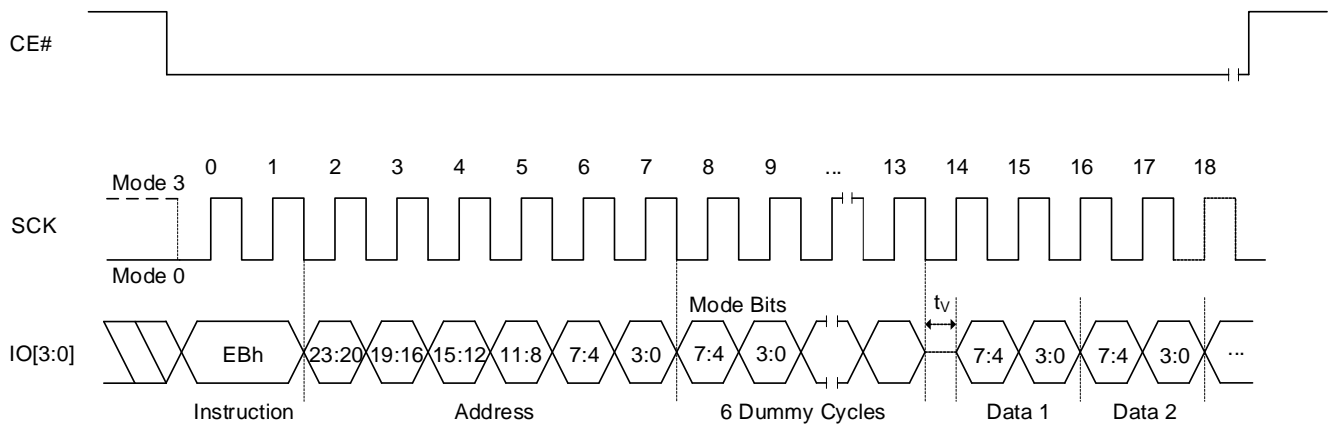 CE#
0 1 2 3 4 5 6 7 8 9 ... 13 14 15 16 17 18
Mode 3
SCK
Mode 0
Mode Bits tV
IO[3:0] EBh 23:20 19:16 15:12 11:8 7:4 3:0 7:4 3:0 7:4 3:0 7:4 3:0 ...
Instruction Address 6 Dummy Cycles Data 1 Data 2